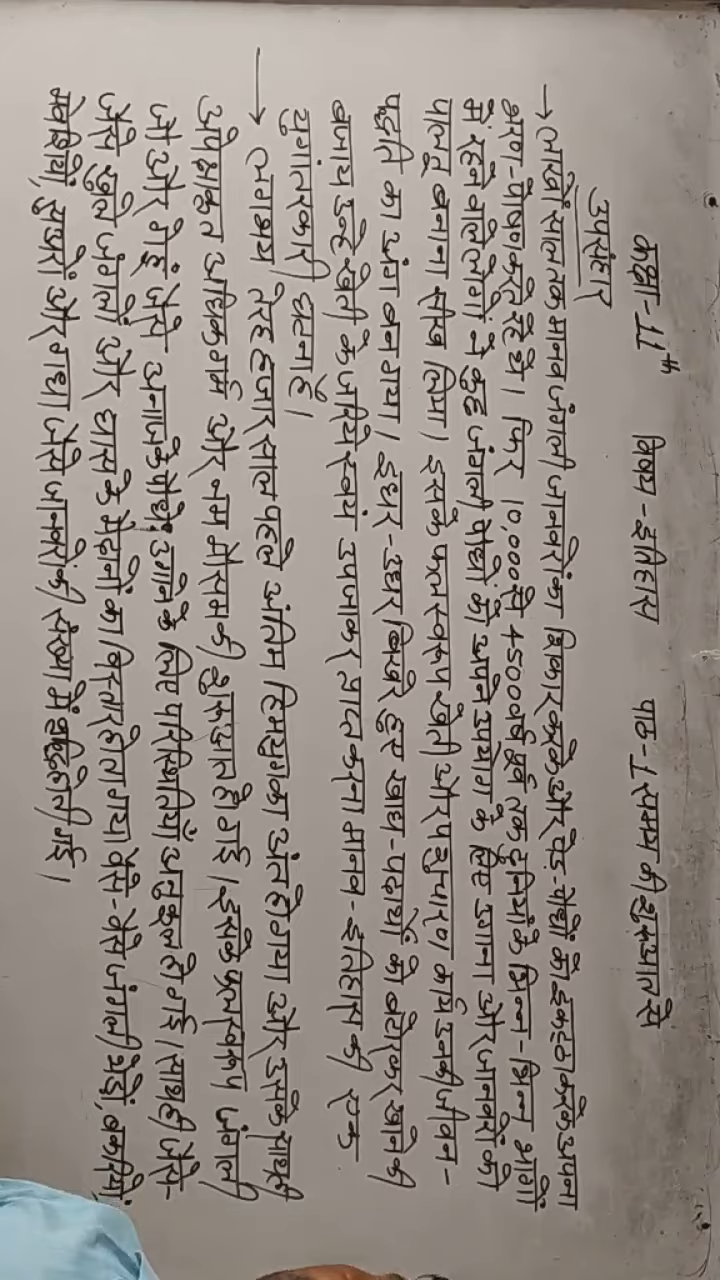 कक्षा-11th विषय-इतिहास पाठ-1 समय की शुरूआत से
उपसंहार
→ लाखों साल तक मानव जंगली जानवरों का शिकार करके और पेड़-पौधों को इकट्ठा करके अपना
भरण-पोषण करते रहे थे। फिर 10,000 से 4500 वर्ष पूर्व तक दुनियाँ के भिन्न-भिन्न भागों
में रहने वाले लोगों ने कुछ जंगली पौधों को अपने उपयोग के लिए उगाना और जानवरों को
पालतू बनाना सीख लिया। इसके फलस्वरूप खेती और पशुचारण कार्य उनकी जीवन-
पद्धति का अंग बन गया। इधर-उधर बिखरे हुए खाद्य-पदार्थों को बटोकर खाने की
बजाय उन्हें खेती के जरिये स्वयं उपजाकर प्राप्त करना मानव-इतिहास की एक
युगांतरकारी घटना है।
→ लगभग तेरह हजार साल पहले अंतिम हिमयुग का अंत हो गया और उसके साथ ही
अपेक्षाकृत अधिक गर्म और नम मौसम की शुरूआत हो गई। इसके फलस्वरूप जंगली
जौ और गेहूं जैसे अनाज के पौधे उगाने के लिए परिस्थितियाँ अनुकूल हो गई। साथ ही जैसे-
जैसे खुले जंगलों और घास के मैदानों का विस्तार होता गया वैसे-वैसे जंगली भेड़ों, बकरियों,
मवेशियों, सुअरों और गधा जैसे जानवरों की संख्या में वृद्धि होती गई।